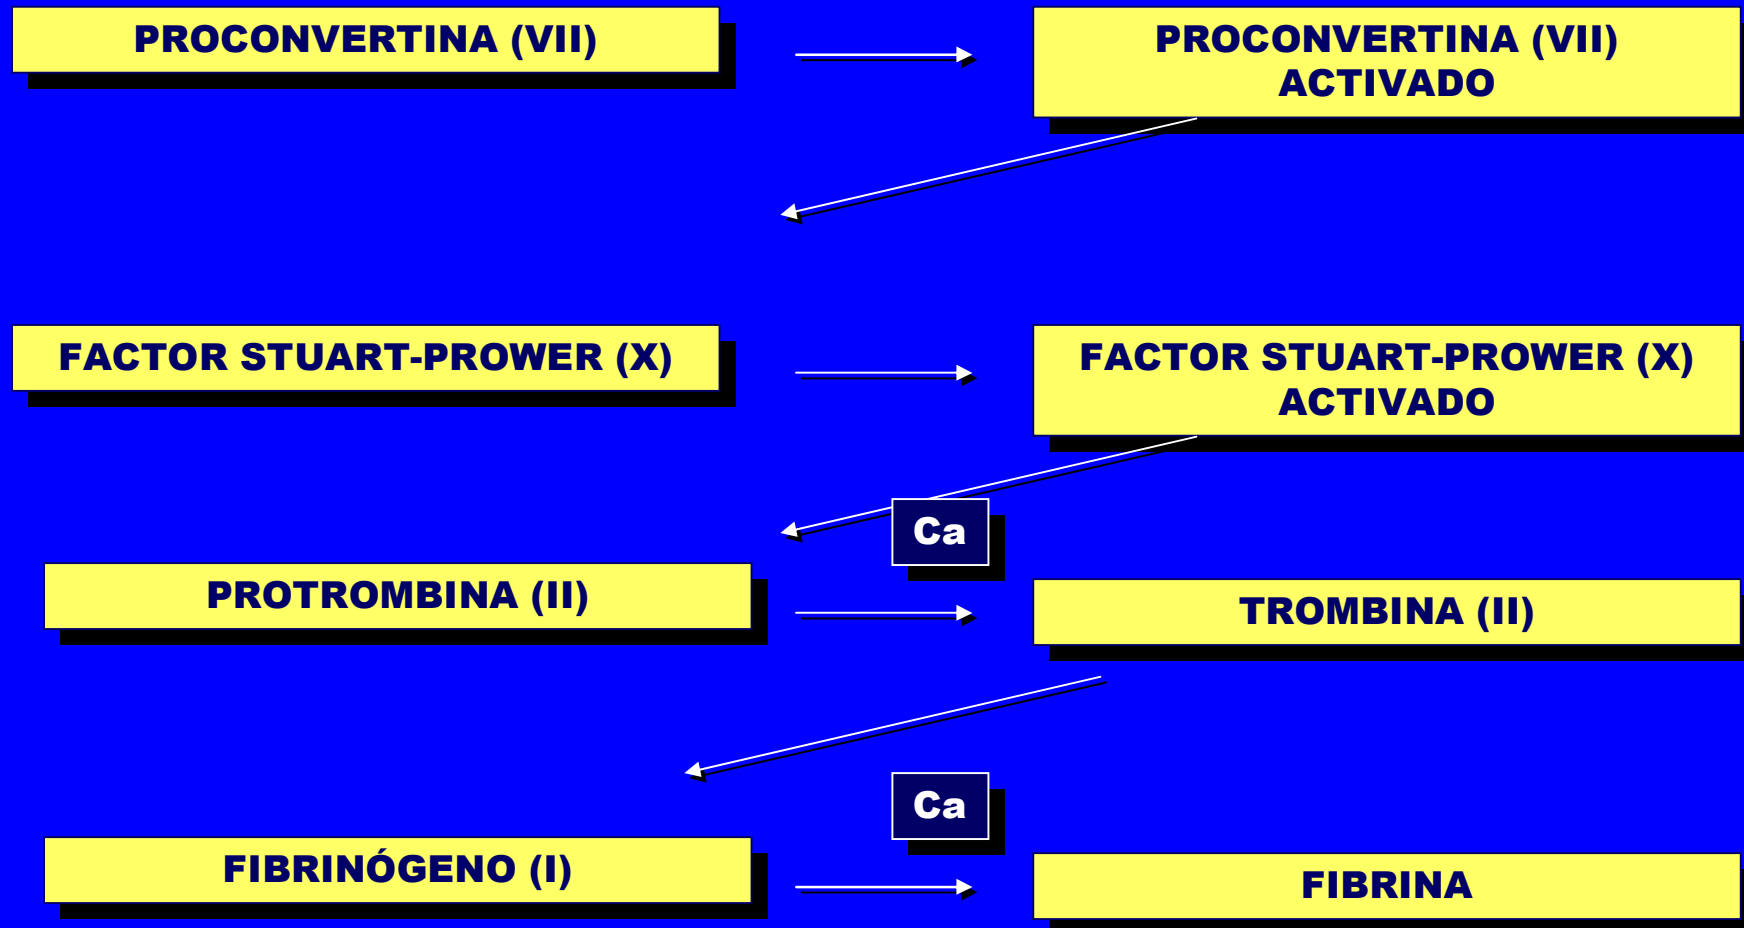 PROCONVERTINA (VII)
PROCONVERTINA (VII)
ACTIVADO
FACTOR STUART-PROWER (X)
FACTOR STUART-PROWER (X)
ACTIVADO
Ca
PROTROMBINA (II)
TROMBINA (II)
Ca
FIBRINÓGENO (I)
FIBRINA